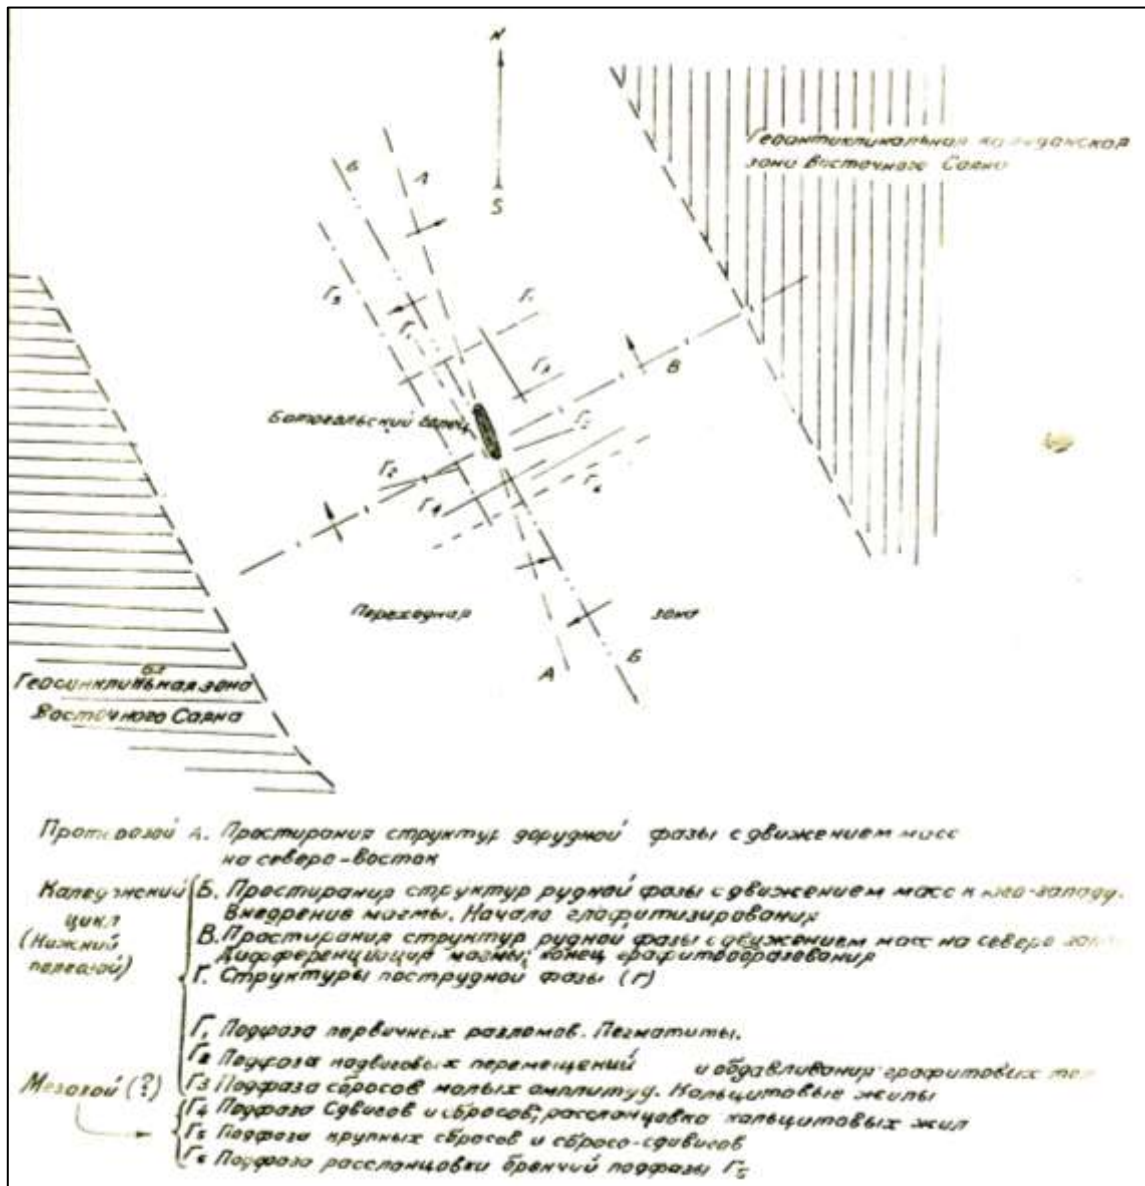 N
S
Геоантиклинальная
зона Восточного Саяна
Б
А
Г₃
Г₁
Г₁
В
Ботогольский голец
Г₂
Г₂
Г₄
Переходная зона
А
Б
Геосинклинальная зона
Восточного Саяна
Протерозой А. Простирания структур дорудной фазы с движением масс
на северо-восток
Каледонский
цикл
(Нижний
палеозой)
Б. Простирания структур рудной фазы с движением масс к юго-западу.
Внедрение магмы. Начало графитизирования
В. Простирания структур рудной фазы с движением масс на северо
Дифференциация магмы; конец графитообразования
Г. Структуры пострудной фазы (Г)
Г₁ Подфаза первичных разломов. Пегматиты.
Г₂ Подфаза надвиговых перемещений и обдавливания графитовых тел
Г₃ Подфаза сбросов малых амплитуд. Кальцитовые жилы
Мезозой (?)
Г₄ Подфаза Сдвигов и сбросов; рассланцовка кальцитовых жил
Г₅ Подфаза крупных сбросов и сбросо-сдвигов
Г₆ Подфаза рассланцовки брекчий подфазы Г₅